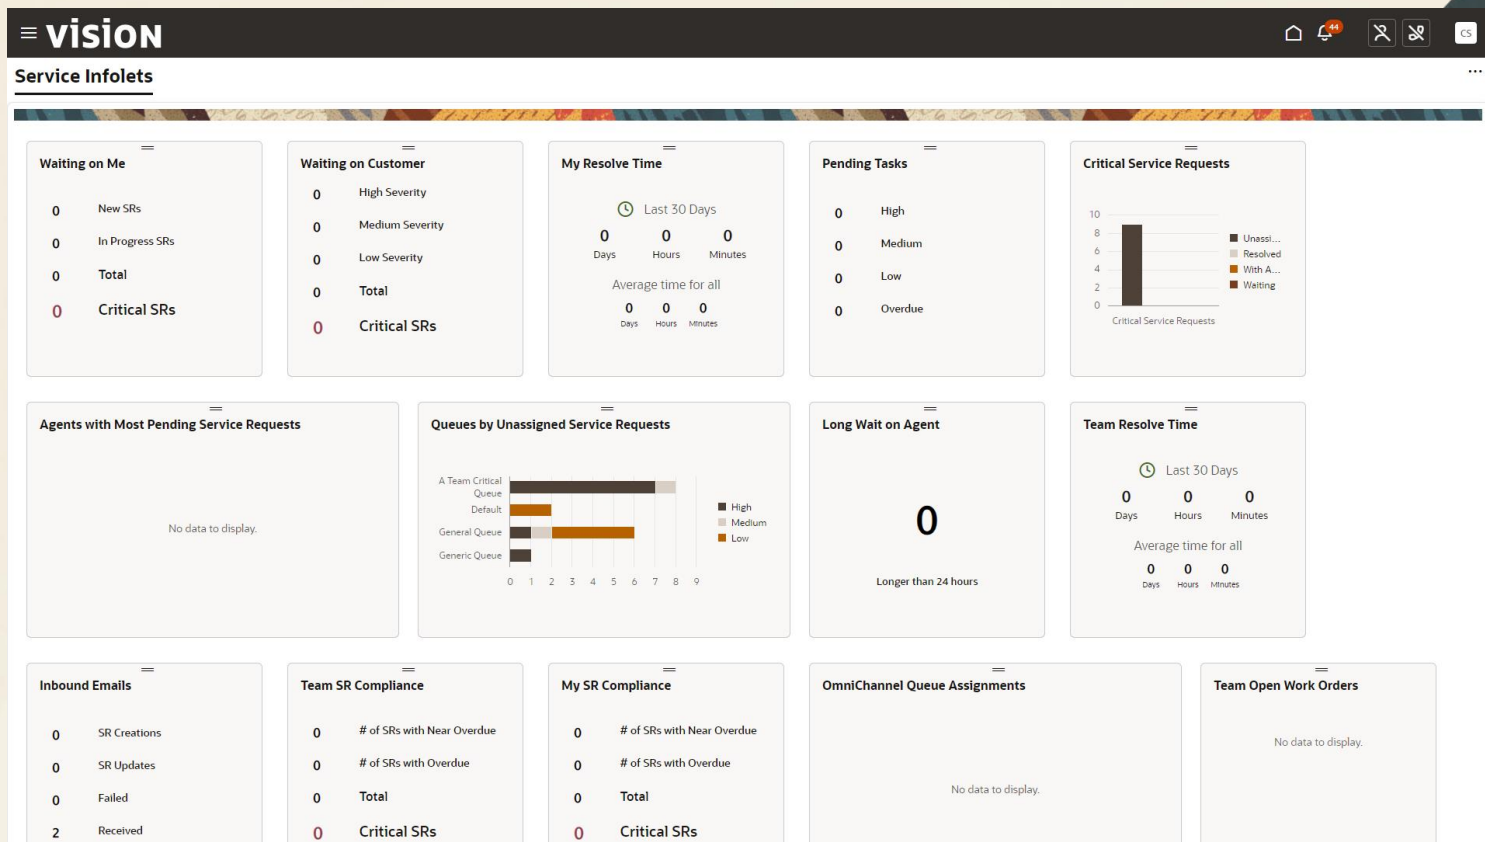 vision
44
CS
Service Infolets
...
Waiting on Me
0 New SRs
0 In Progress SRs
0 Total
0 Critical SRs
Waiting on Customer
0 High Severity
0 Medium Severity
0 Low Severity
0 Total
0 Critical SRs
My Resolve Time
Last 30 Days
0 0 0
Days Hours Minutes
Average time for all
0 0 0
Days Hours Minutes
Pending Tasks
0 High
0 Medium
0 Low
0 Overdue
Critical Service Requests
10
8
6
4
2
0
Critical Service Requests
Unassi...
Resolved
With A...
Waiting
Agents with Most Pending Service Requests
No data to display.
Queues by Unassigned Service Requests
A Team Critical
Queue
Default
General Queue
Generic Queue
0 1 2 3 4 5 6 7 8 9
High
Medium
Low
Long Wait on Agent
0
Longer than 24 hours
Team Resolve Time
Last 30 Days
0 0 0
Days Hours Minutes
Average time for all
0 0 0
Days Hours Minutes
Inbound Emails
0 SR Creations
0 SR Updates
0 Failed
2 Received
Team SR Compliance
0 # of SRs with Near Overdue
0 # of SRs with Overdue
0 Total
0 Critical SRs
My SR Compliance
0 # of SRs with Near Overdue
0 # of SRs with Overdue
0 Total
0 Critical SRs
OmniChannel Queue Assignments
No data to display.
Team Open Work Orders
No data to display.